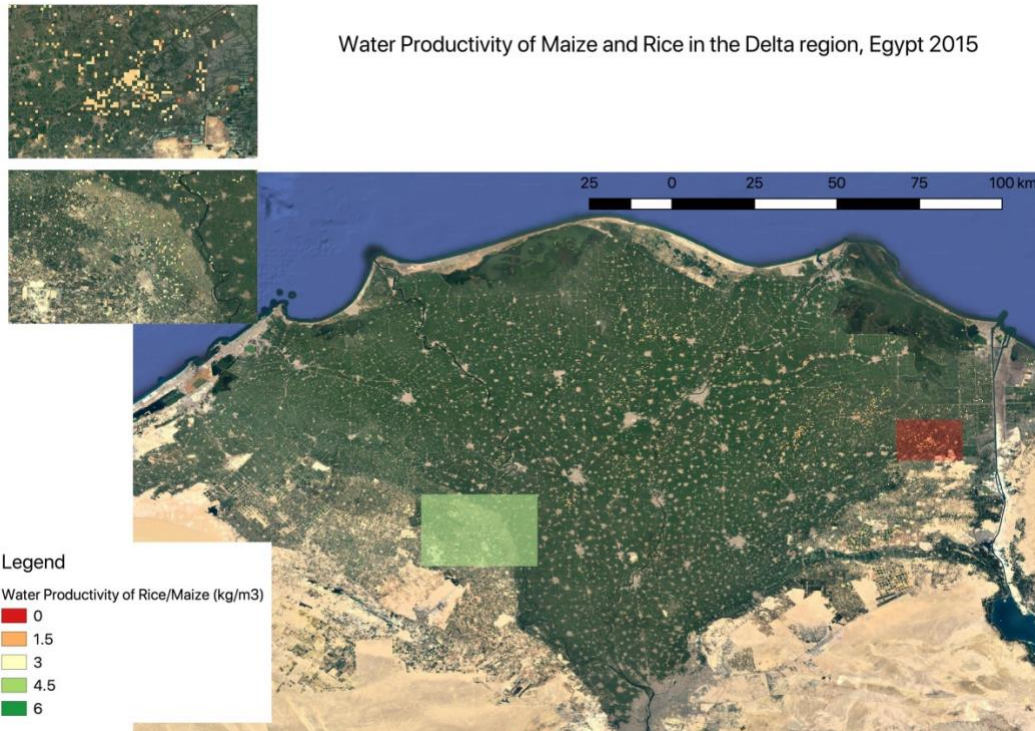 Water Productivity of Maize and Rice in the Delta region, Egypt 2015
25 0 25 50 75 100 km
Legend
Water Productivity of Rice/Maize (kg/m3)
0
1.5
3
4.5
6